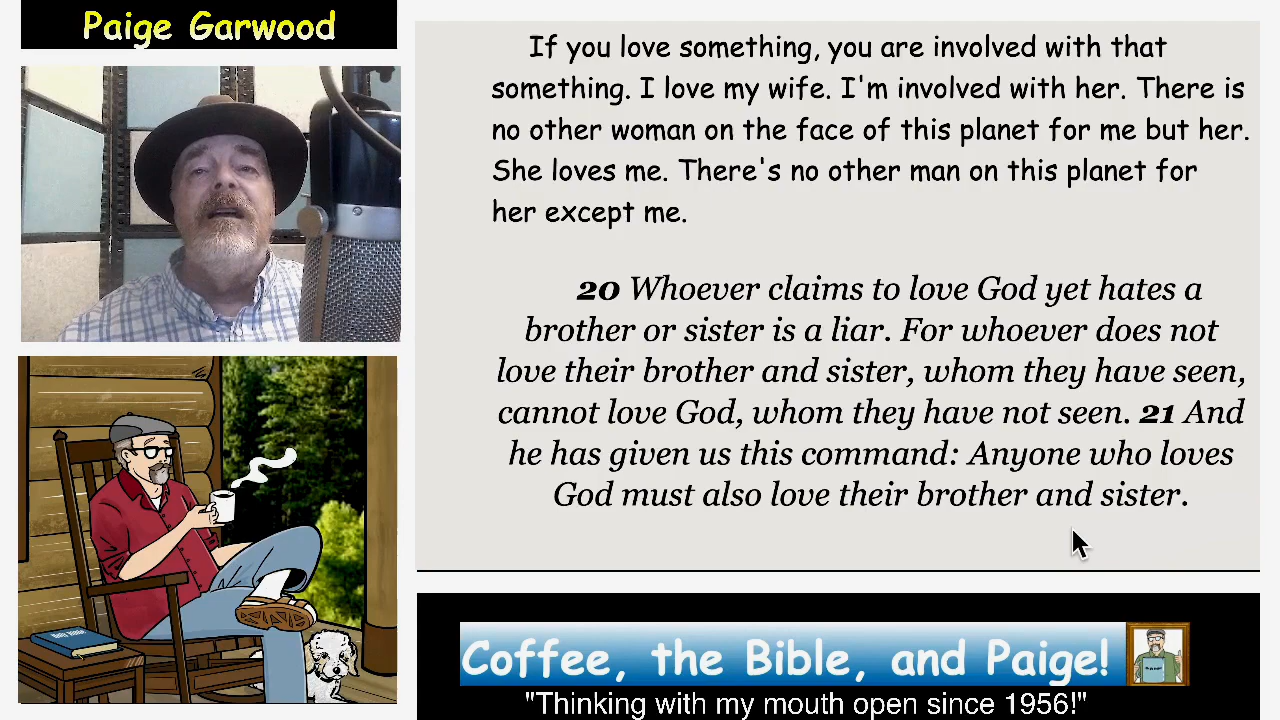 Paige Garwood
If you love something, you are involved with that
something. I love my wife. I'm involved with her. There is
no other woman on the face of this planet for me but her.
She loves me. There's no other man on this planet for
her except me.
20 Whoever claims to love God yet hates a
brother or sister is a liar. For whoever does not
love their brother and sister, whom they have seen,
cannot love God, whom they have not seen. 21 And
he has given us this command: Anyone who loves
God must also love their brother and sister.
Coffee, the Bible, and Paige!
"Thinking with my mouth open since 1956!"